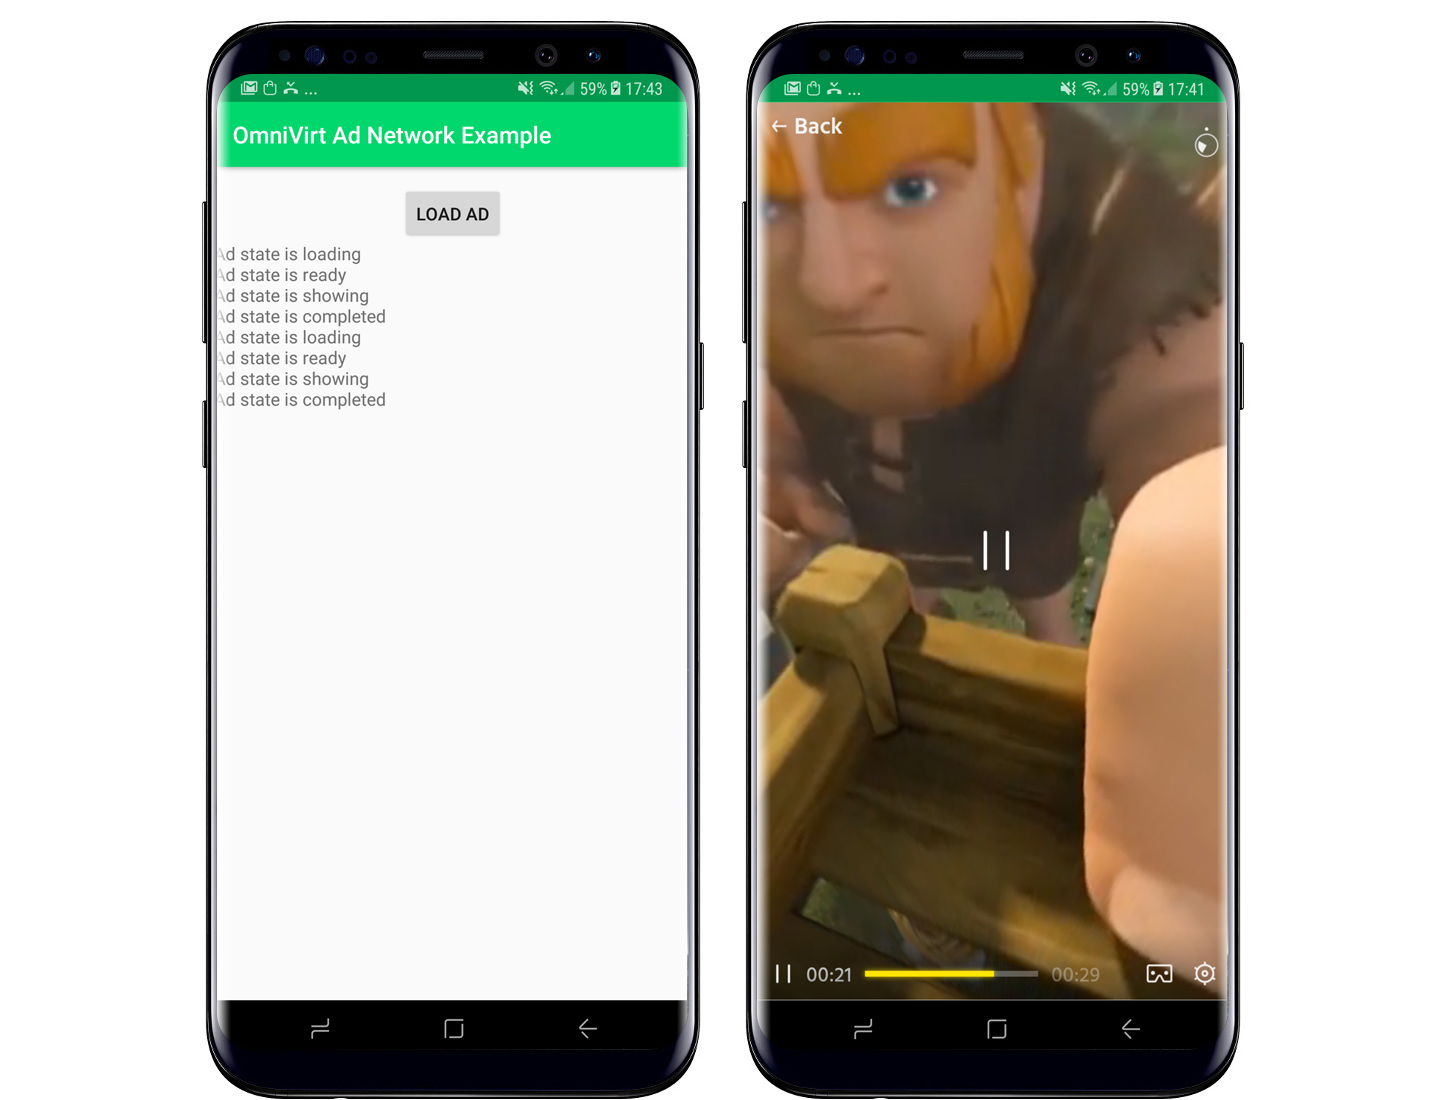 ... 59% 17:43
OmniVirt Ad Network Example
LOAD AD
Ad state is loading
Ad state is ready
Ad state is showing
Ad state is completed
Ad state is loading
Ad state is ready
Ad state is showing
Ad state is completed
... 59% 17:41
← Back
00:21 00:29